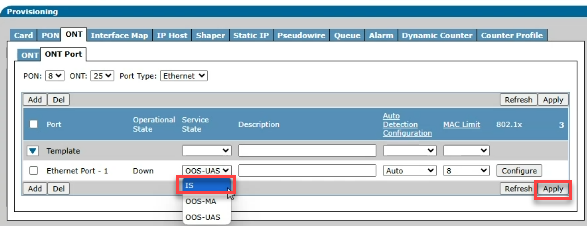 Provisioning
Card PON ONT Interface Map IP Host Shaper Static IP Pseudowire Queue Alarm Dynamic Counter Counter Profile
ONT ONT Port
PON: 8 ONT: 25 Port Type: Ethernet
Add Del Refresh Apply
Port Operational State Service State Description Auto Detection Configuration MAC Limit 802.1x 3
Template
Ethernet Port - 1 Down OOS-UAS Auto 8 Configure
IS
Add Del Refresh Apply
OOS-MA
OOS-UAS